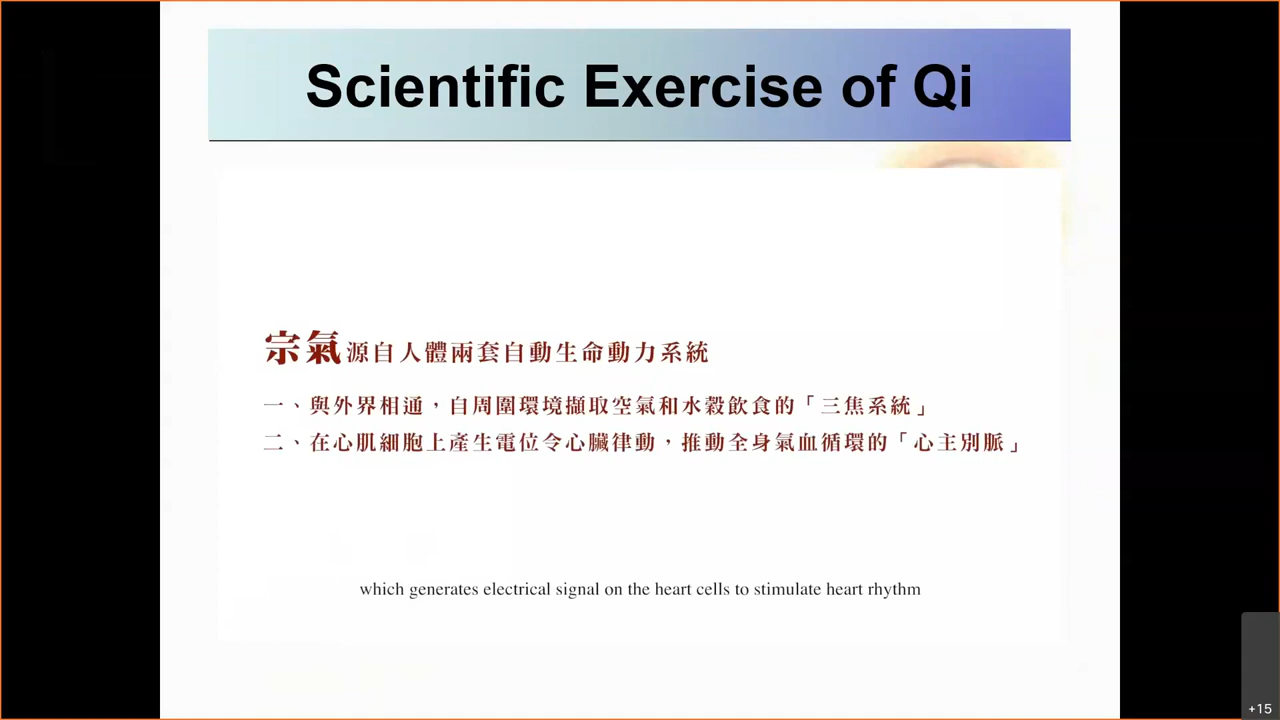 Scientific Exercise of Qi
宗氣源自人體兩套自動生命動力系統
一、與外界相通，自周圍環境擷取空氣和水穀飲食的「三焦系統」
二、在心肌細胞上產生電位令心臟律動，推動全身氣血循環的「心主別脈」
which generates electrical signal on the heart cells to stimulate heart rhythm
+15